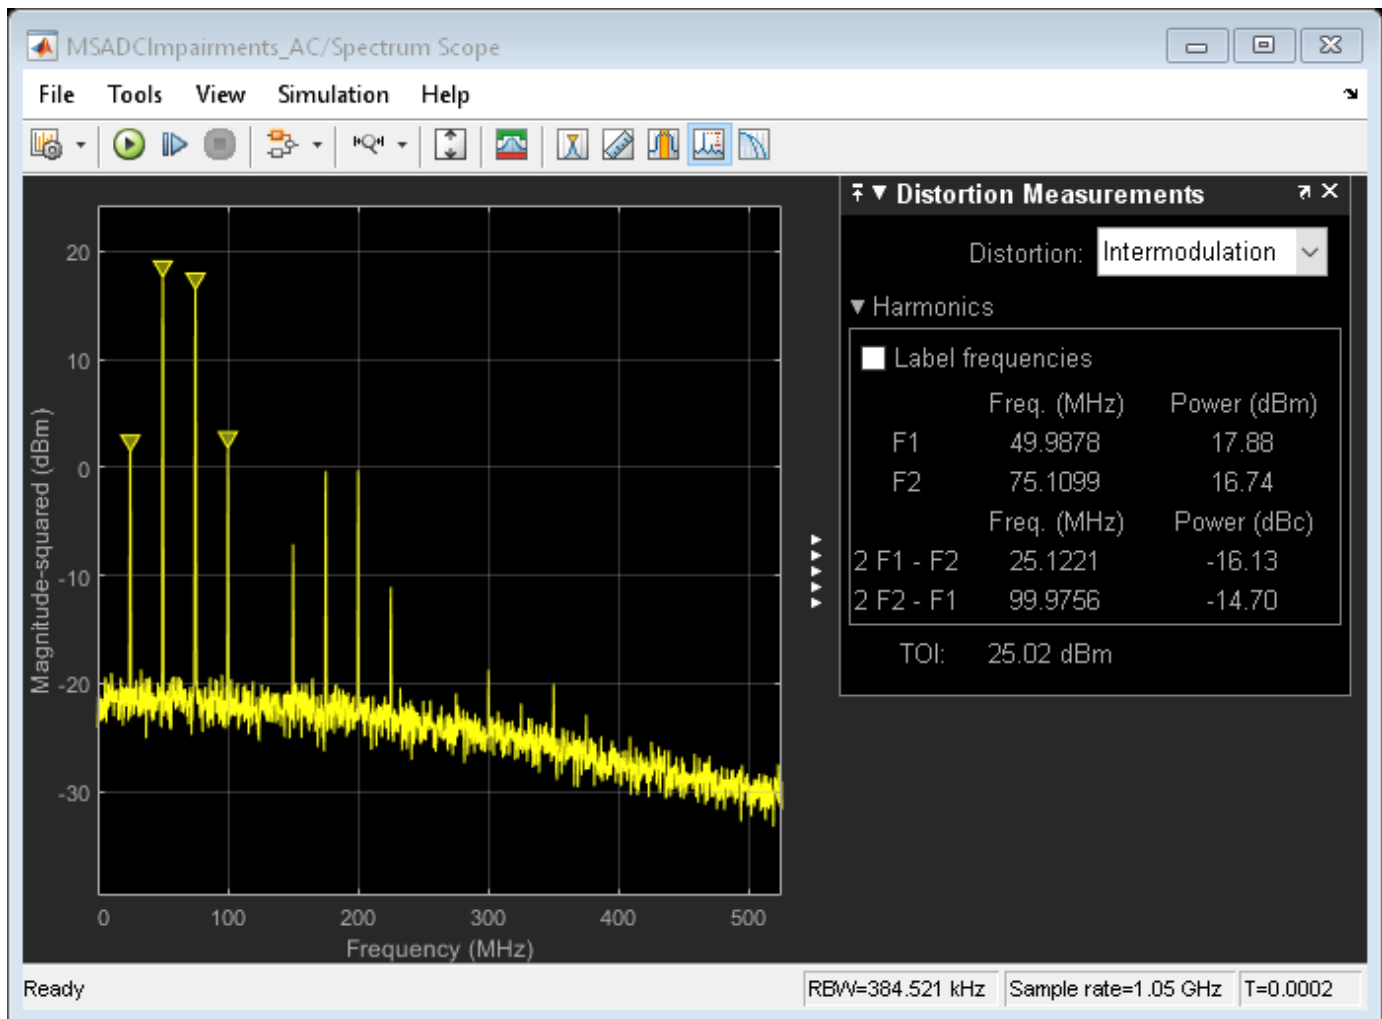 MSADCImpairments_AC/Spectrum Scope
File Tools View Simulation Help
Distortion Measurements
Distortion: Intermodulation
Harmonics
Label frequencies
Freq. (MHz) Power (dBm)
F1 49.9878 17.88
F2 75.1099 16.74
Freq. (MHz) Power (dBc)
2 F1 - F2 25.1221 -16.13
2 F2 - F1 99.9756 -14.70
TOI: 25.02 dBm
Magnitude-squared (dBm)
20
10
0
-10
-20
-30
0 100 200 300 400 500
Frequency (MHz)
Ready RBW=384.521 kHz Sample rate=1.05 GHz T=0.0002